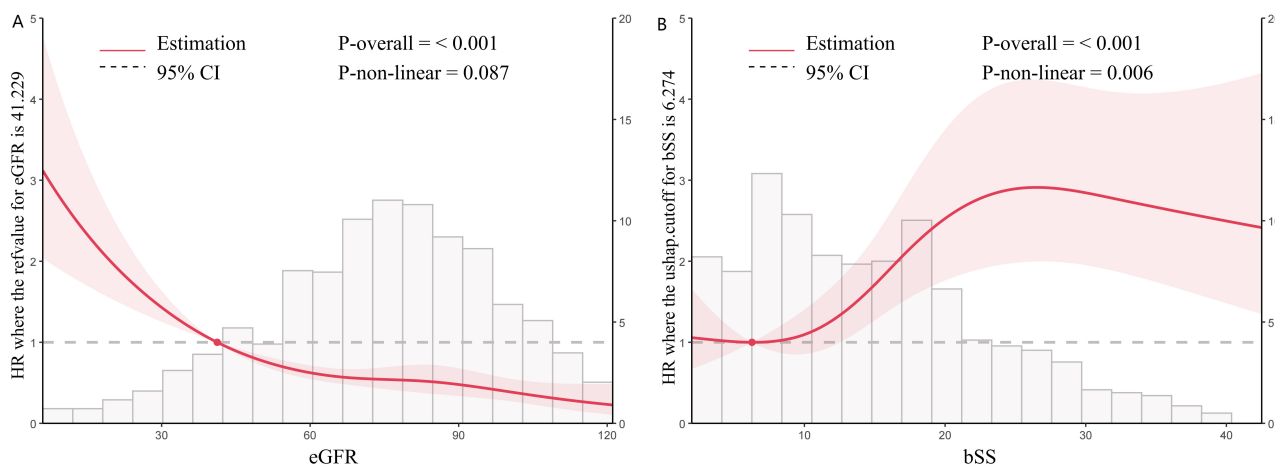 A
Estimation
95% CI
P-overall = < 0.001
P-non-linear = 0.087
HR where the refvalue for eGFR is 41.229
5
4
3
2
1
0
20
15
10
5
0
30
60
90
120
eGFR
B
Estimation
95% CI
P-overall = < 0.001
P-non-linear = 0.006
HR where the ushap.cutoff for bSS is 6.274
5
4
3
2
1
0
10
20
30
40
bSS